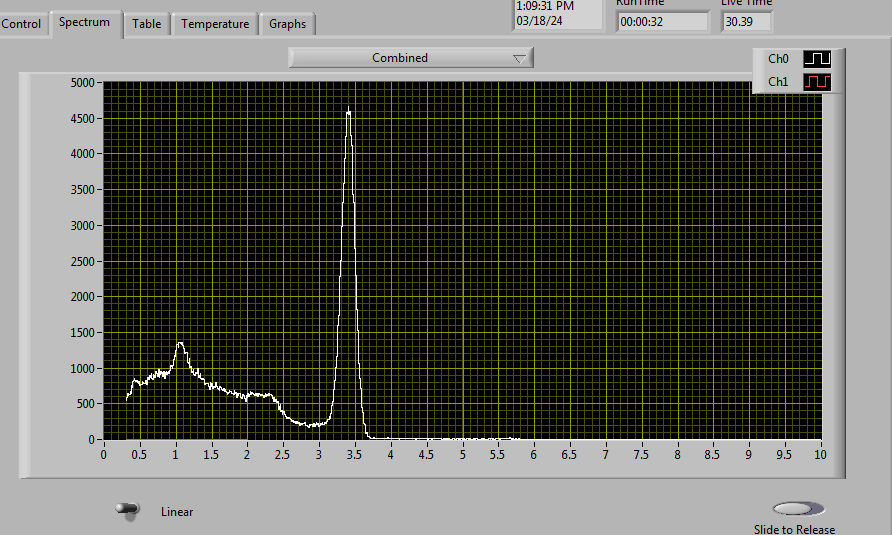 Control Spectrum Table Temperature Graphs
1:09:31 PM
03/18/24
RunTime
00:00:32
Live Time
30.39
Combined
Ch0
Ch1
5000
4500
4000
3500
3000
2500
2000
1500
1000
500
0
0 0.5 1 1.5 2 2.5 3 3.5 4 4.5 5 5.5 6 6.5 7 7.5 8 8.5 9 9.5 10
Linear
Slide to Release